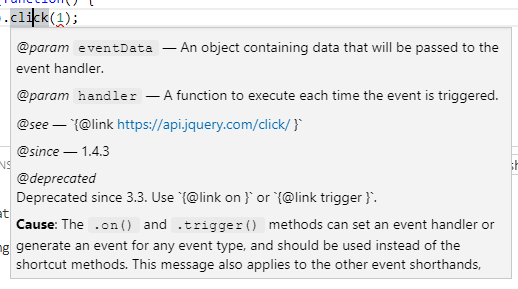 function() {
.click(1);
@param eventData — An object containing data that will be passed to the
event handler.
@param handler — A function to execute each time the event is triggered.
@see — `{@link https://api.jquery.com/click/ }`
@since — 1.4.3
@deprecated
Deprecated since 3.3. Use `{@link on }` or `{@link trigger }`.
Cause: The .on() and .trigger() methods can set an event handler or
generate an event for any event type, and should be used instead of the
shortcut methods. This message also applies to the other event shorthands,